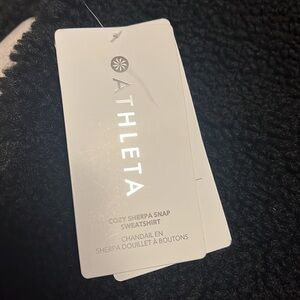 ATHLETA
COZY SHERPA SNAP
SWEATSHIRT
CHANDAIL EN
SHERPA DOUILLET À BOUTONS